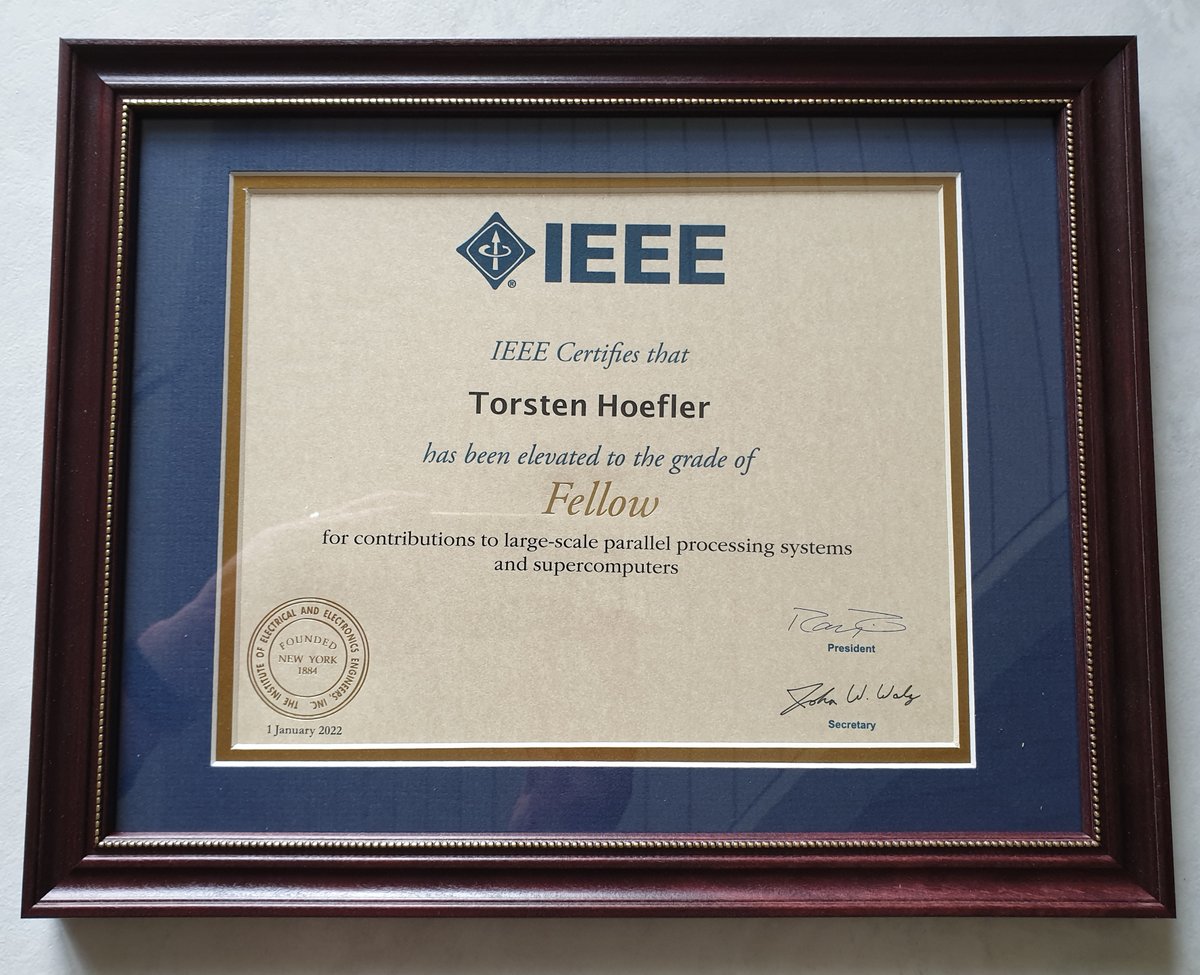 IEEE
®
IEEE Certifies that
Torsten Hoefler
has been elevated to the grade of
Fellow
for contributions to large-scale parallel processing systems
and supercomputers
THE INSTITUTE OF ELECTRICAL AND ELECTRONICS ENGINEERS, INC.
FOUNDED
NEW YORK
1884
1 January 2022
President
John W. Walz
Secretary